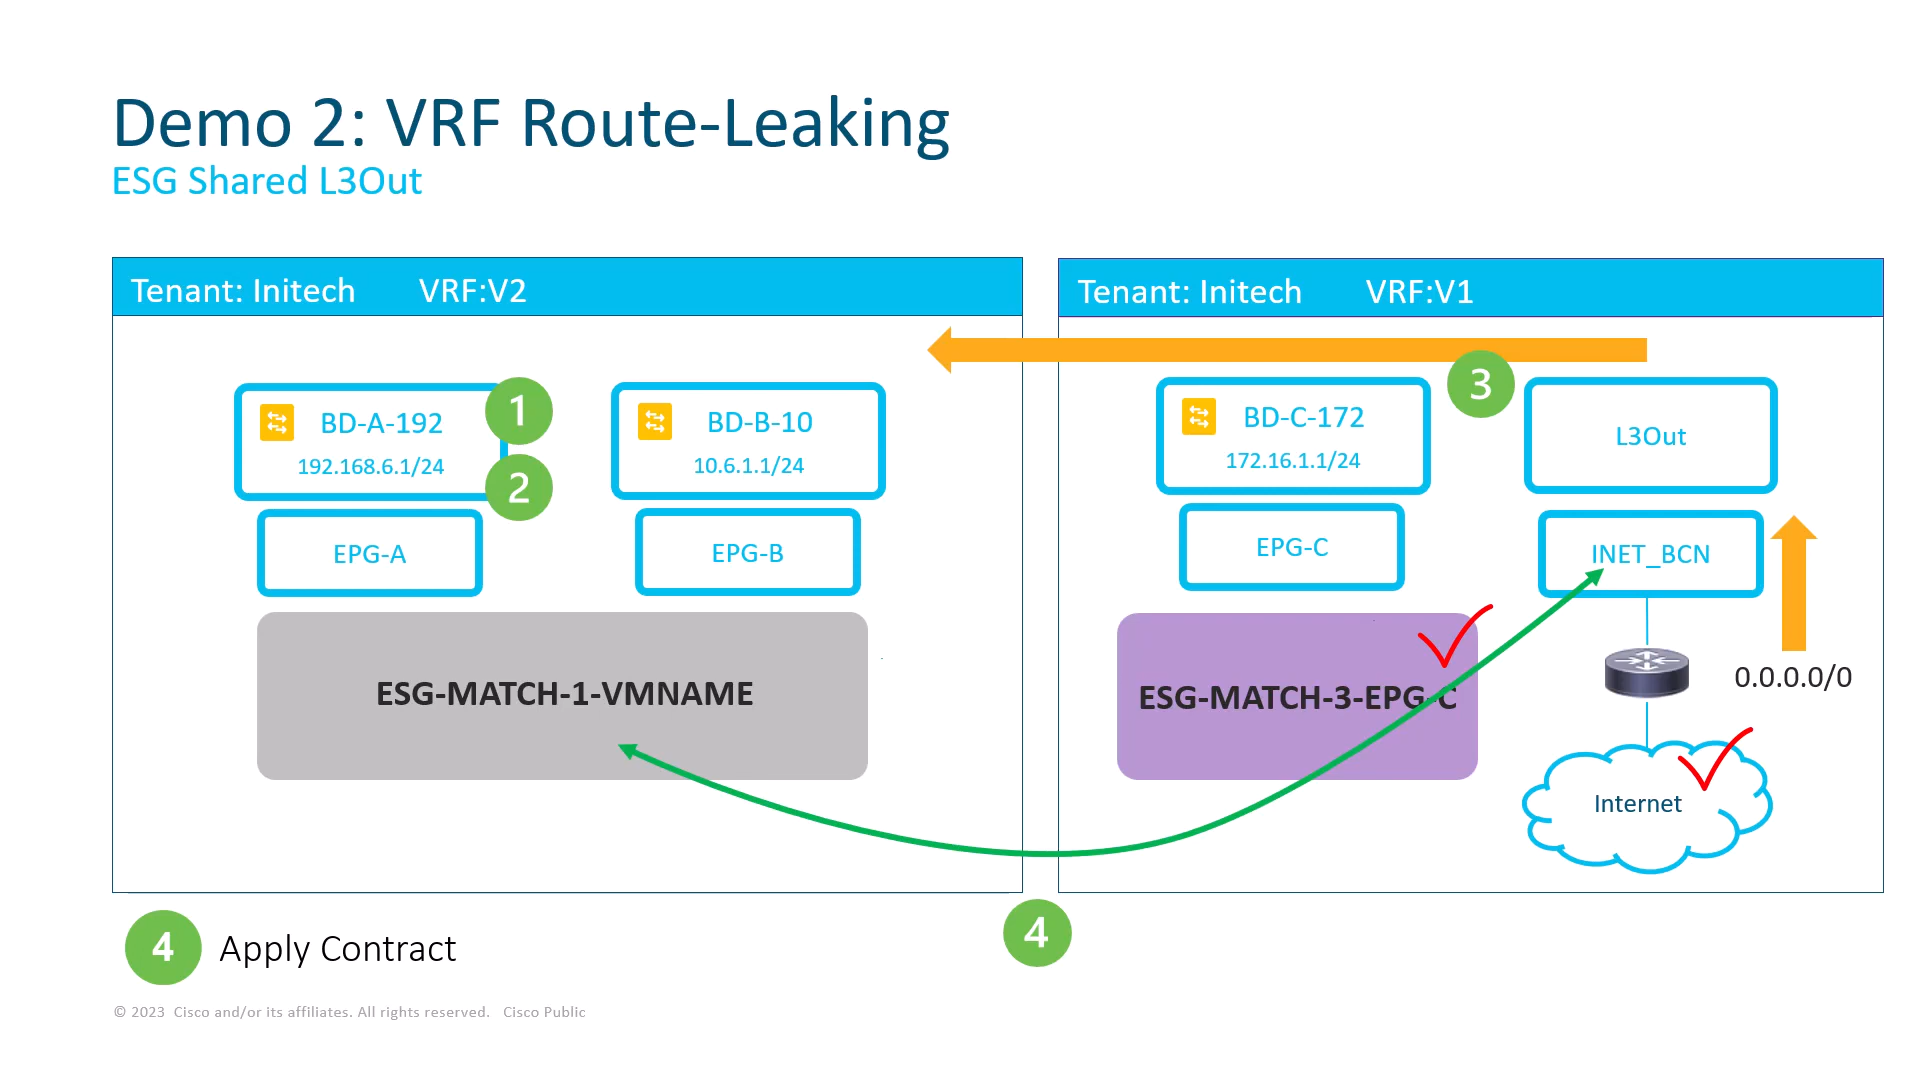 Demo 2: VRF Route-Leaking
ESG Shared L3Out
Tenant: Initech VRF:V2
BD-A-192
192.168.6.1/24
1
2
BD-B-10
10.6.1.1/24
EPG-A
EPG-B
ESG-MATCH-1-VMNAME
Tenant: Initech VRF:V1
BD-C-172
172.16.1.1/24
3
L3Out
EPG-C
INET_BCN
ESG-MATCH-3-EPG-C
0.0.0.0/0
Internet
4
4 Apply Contract
© 2023 Cisco and/or its affiliates. All rights reserved. Cisco Public